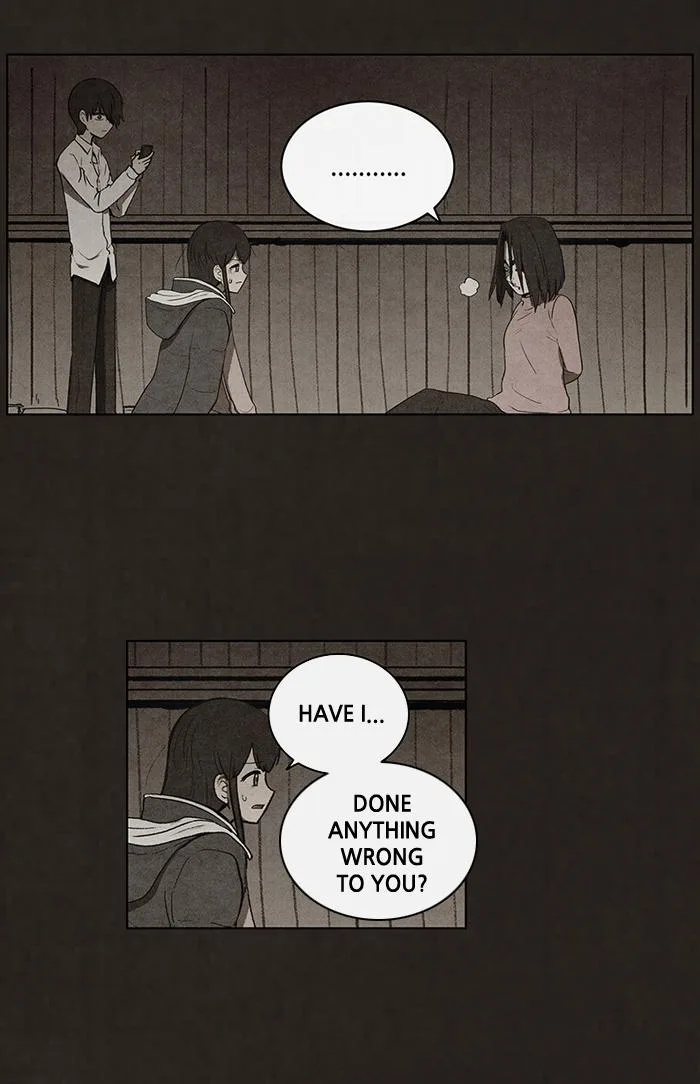 ...........
HAVE I...
DONE
ANYTHING
WRONG
TO YOU?